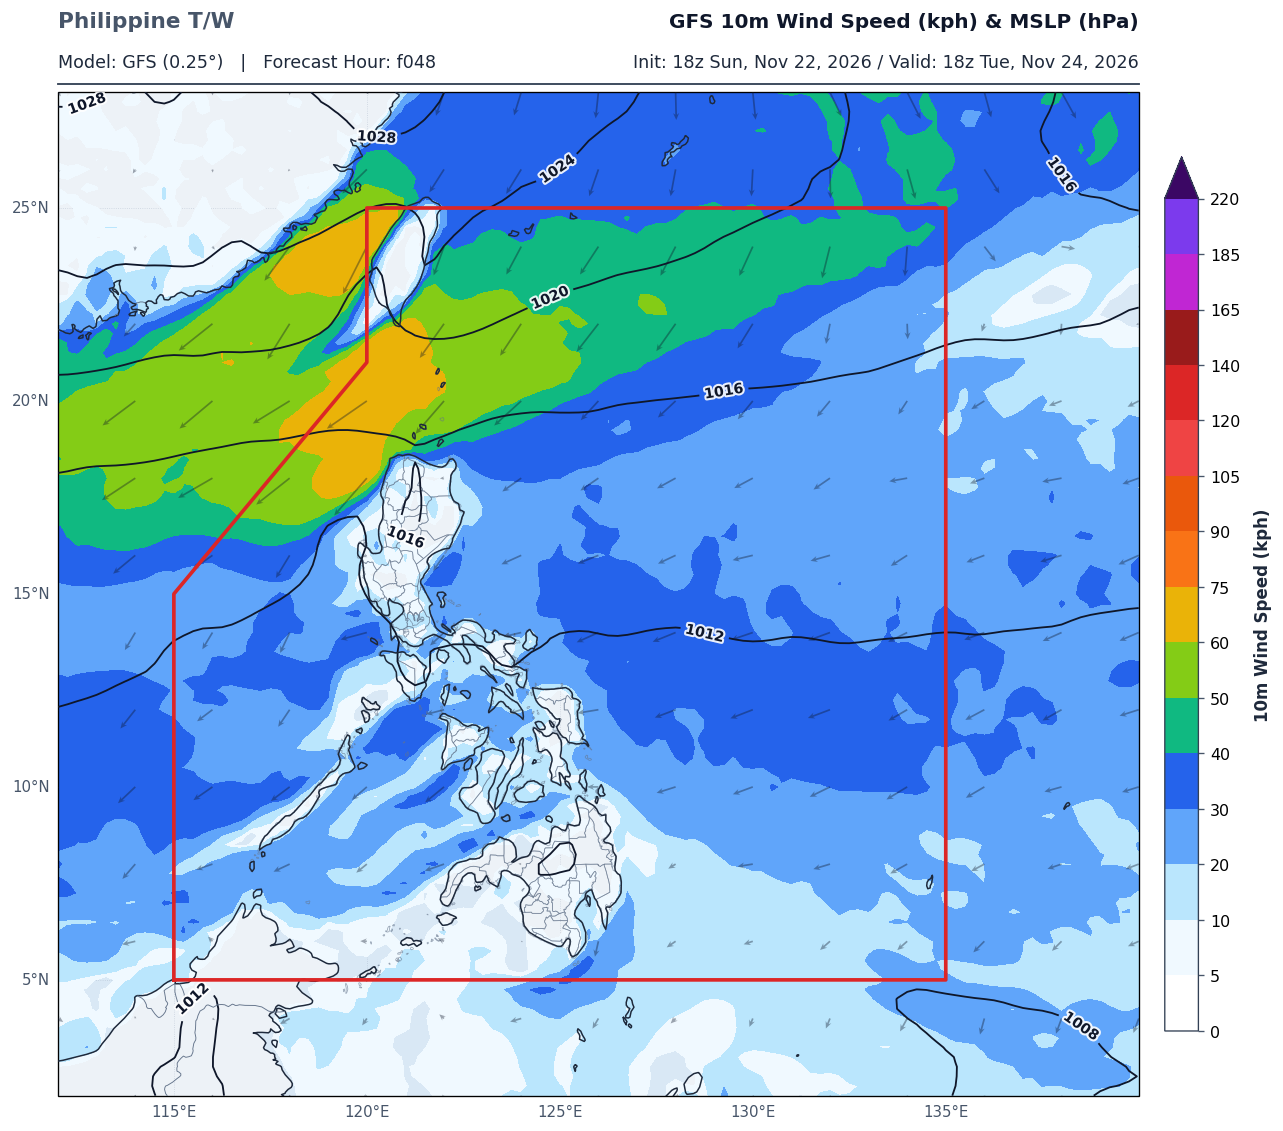 Philippine T/W
GFS 10m Wind Speed (kph) & MSLP (hPa)
Model: GFS (0.25°)   |   Forecast Hour: f048
Init: 18z Sun, Nov 22, 2026 / Valid: 18z Tue, Nov 24, 2026
1028
1028
1024
1016
1020
1016
1016
1012
1012
1008
25°N
20°N
15°N
10°N
5°N
115°E
120°E
125°E
130°E
135°E
220
185
165
140
120
105
90
75
60
50
40
30
20
10
5
0
10m Wind Speed (kph)